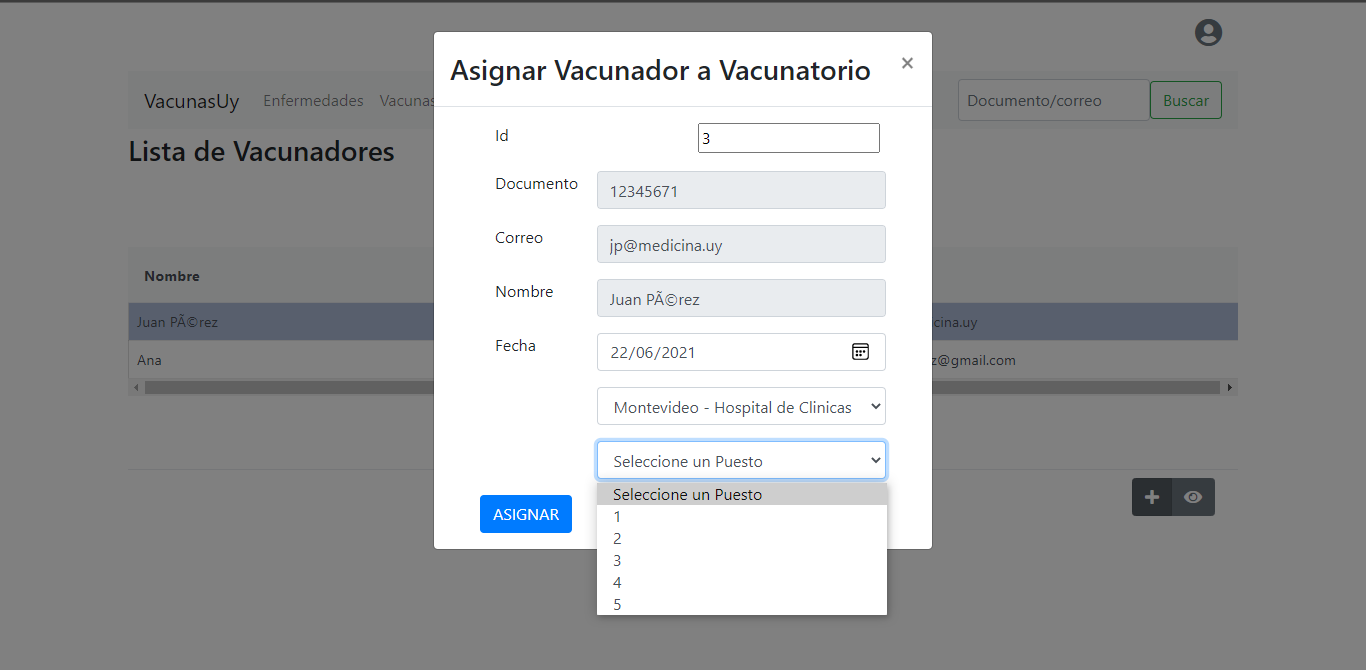 Asignar Vacunador a Vacunatorio ×
VacunasUy Enfermedades Vacunas Documento/correo Buscar
Lista de Vacunadores
Id 3
Documento 12345671
Correo jp@medicina.uy
Nombre Juan PÃ©rez
Fecha 22/06/2021
Montevideo - Hospital de Clinicas
Seleccione un Puesto
Seleccione un Puesto
1
2
3
4
5
ASIGNAR
Nombre
Juan PÃ©rez cina.uy
Ana z@gmail.com